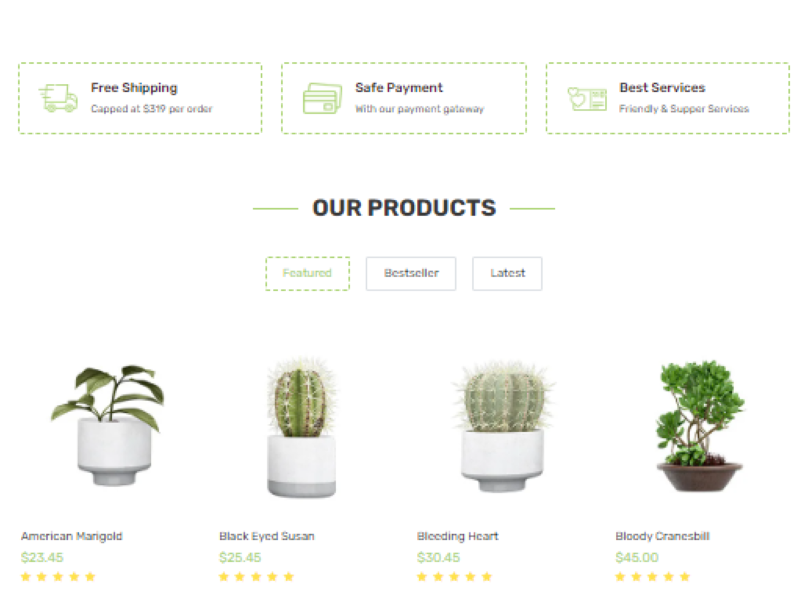 Free Shipping
Capped at $319 per order
Safe Payment
With our payment gateway
Best Services
Friendly & Supper Services
OUR PRODUCTS
Featured
Bestseller
Latest
American Marigold
$23.45
Black Eyed Susan
$25.45
Bleeding Heart
$30.45
Bloody Cranesbill
$45.00